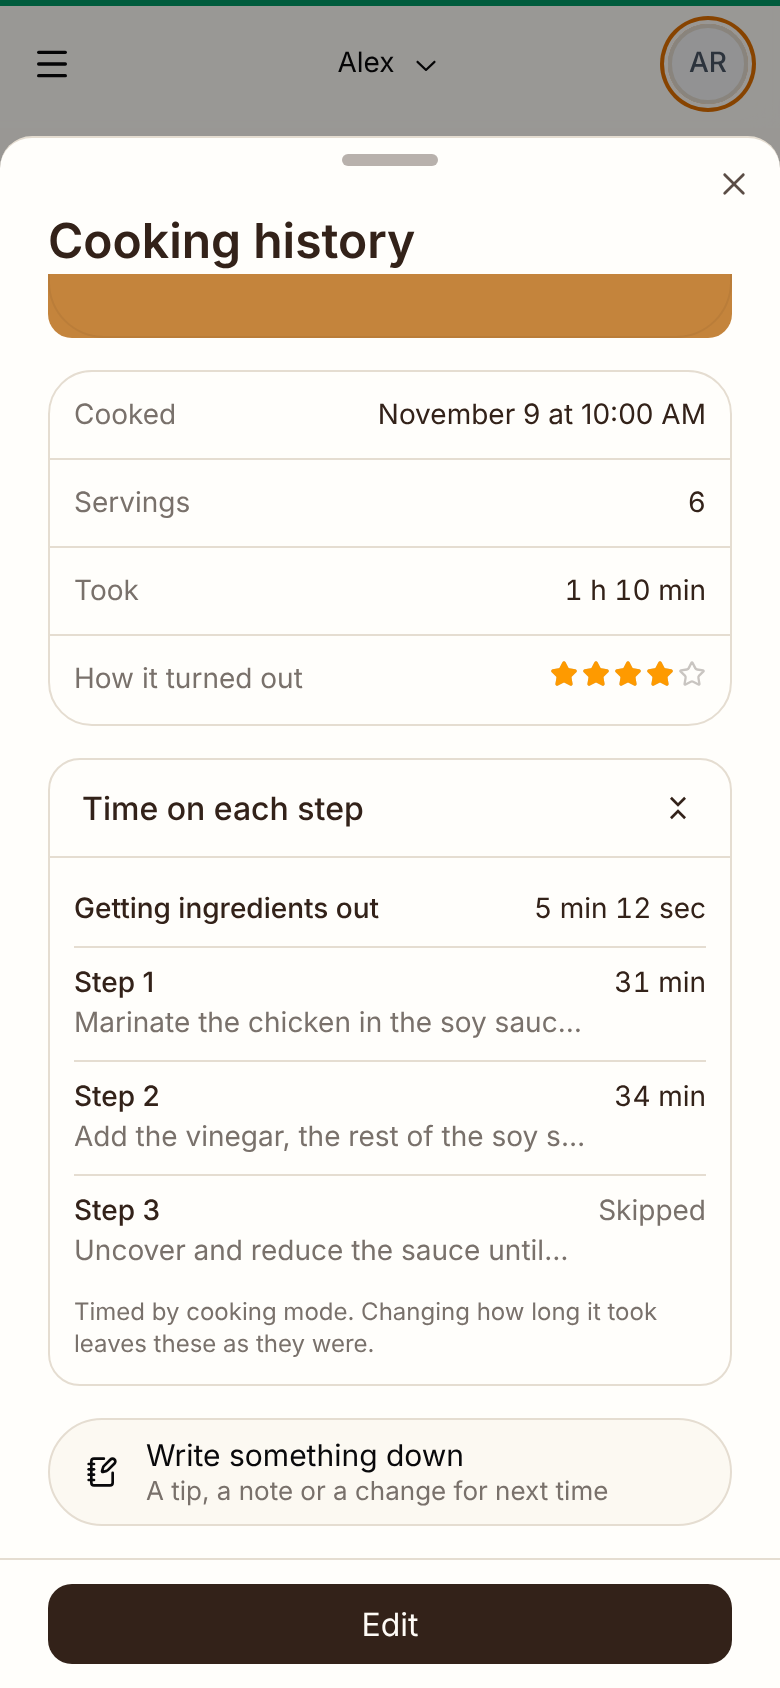 Alex
AR
Cooking history
Cooked
November 9 at 10:00 AM
Servings
6
Took
1 h 10 min
How it turned out
Time on each step
Getting ingredients out
5 min 12 sec
Step 1
31 min
Marinate the chicken in the soy sauc...
Step 2
34 min
Add the vinegar, the rest of the soy s...
Step 3
Skipped
Uncover and reduce the sauce until...
Timed by cooking mode. Changing how long it took
leaves these as they were.
Write something down
A tip, a note or a change for next time
Edit